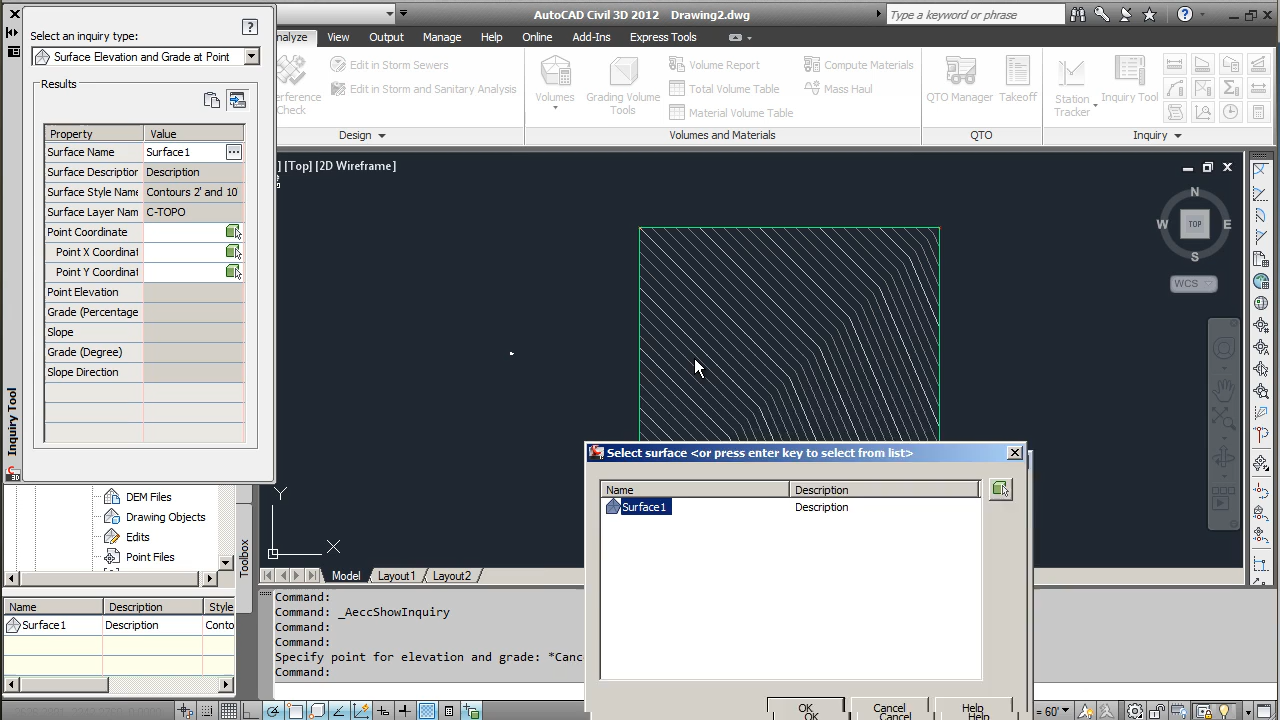 AutoCAD Civil 3D 2012 Drawing2.dwg
Type a keyword or phrase
View Output Manage Help Online Add-Ins Express Tools
Select an inquiry type:
Surface Elevation and Grade at Point
Results
Property Value
Surface Name Surface1
Surface Description Description
Surface Style Name Contours 2' and 10
Surface Layer Nam C-TOPO
Point Coordinate
Point X Coordinat
Point Y Coordinat
Point Elevation
Grade (Percentage
Slope
Grade (Degree)
Slope Direction
Inquiry Tool
Edit in Storm Sewers
Edit in Storm and Sanitary Analysis
Design
Volumes
Grading Volume Tools
Volume Report
Total Volume Table
Material Volume Table
Compute Materials
Mass Haul
Volumes and Materials
QTO Manager
Takeoff
QTO
Station Tracker
Inquiry Tool
Inquiry
[Top] [2D Wireframe]
N
W TOP E
S
WCS
Y
X
Select surface <or press enter key to select from list>
Name Description
Surface1 Description
OK Cancel Help
OK Cancel Help
DEM Files
Drawing Objects
Edits
Point Files
Toolbox
Name Description Style
Surface1 Description Conto
Model Layout1 Layout2
Command:
Command: _AeccShowInquiry
Command:
Command:
Specify point for elevation and grade: *Canc
Command:
= 60'